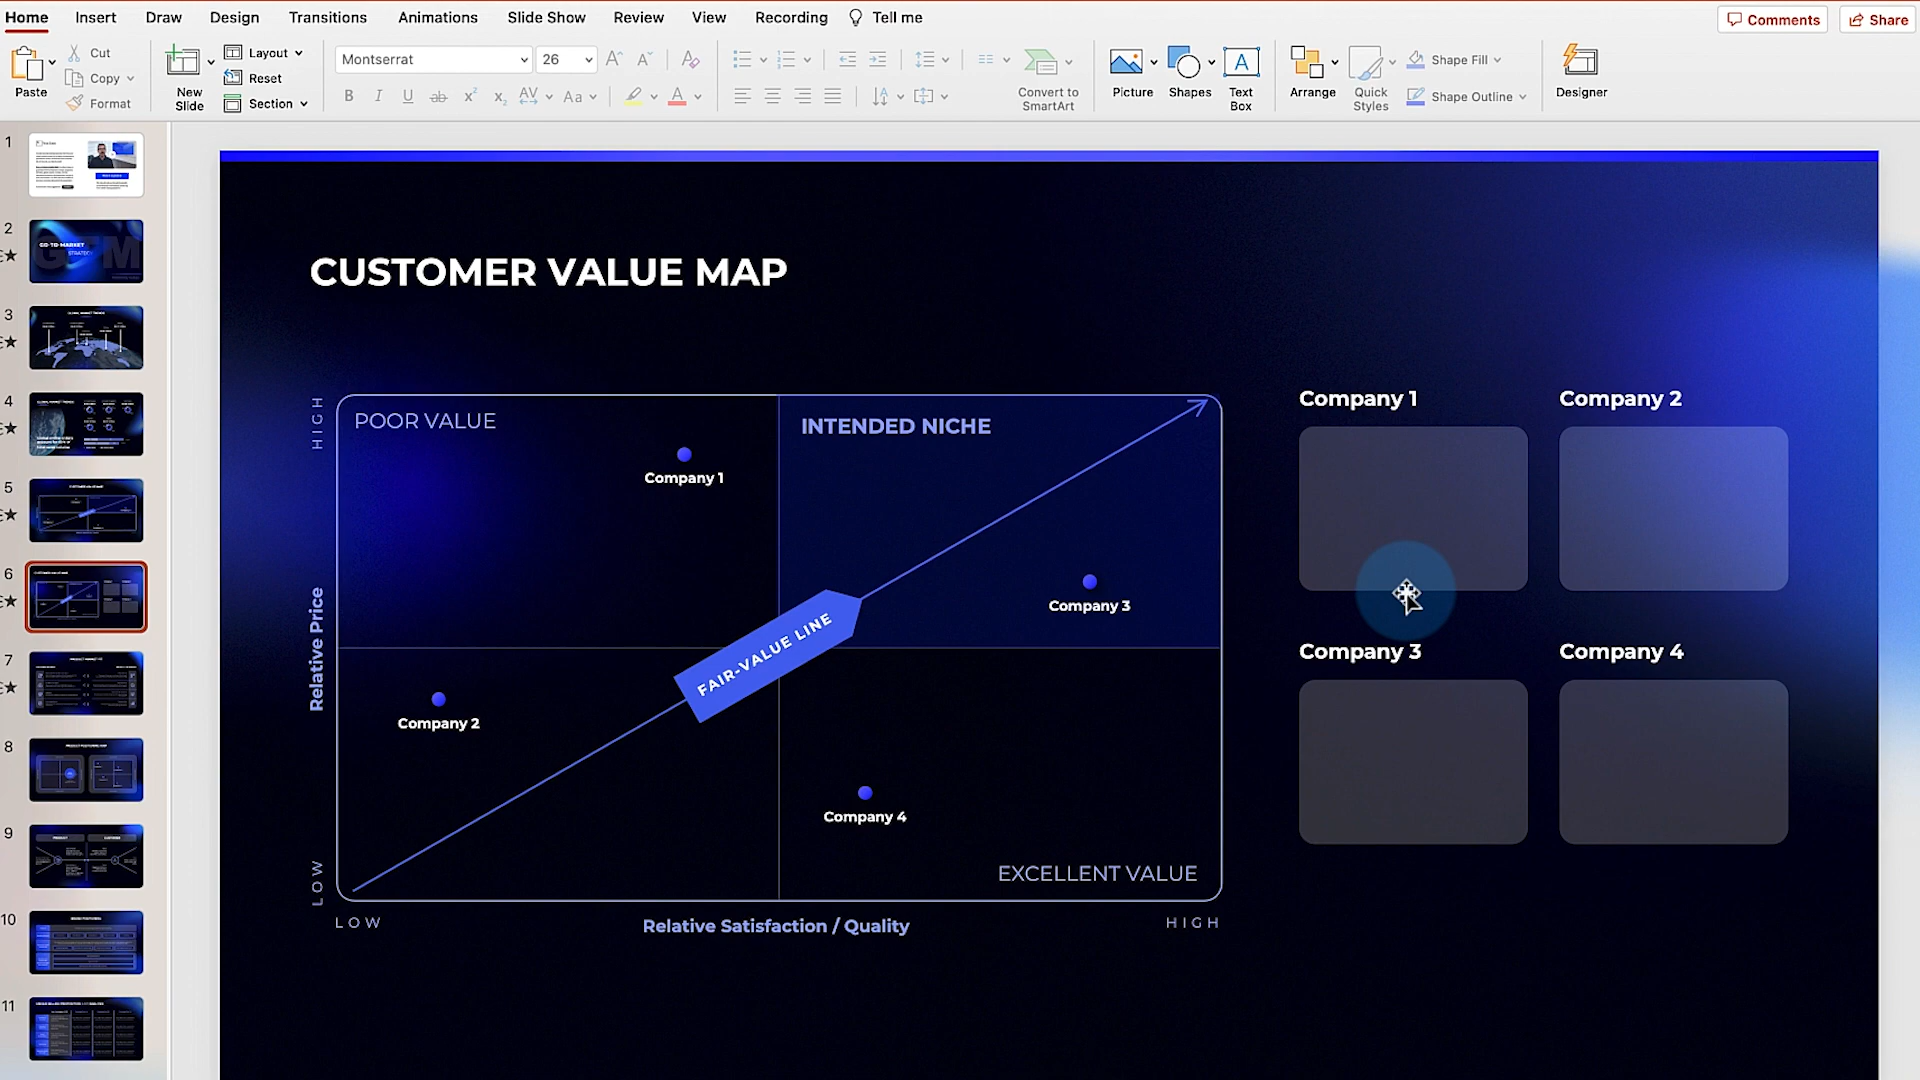 Home Insert Draw Design Transitions Animations Slide Show Review View Recording Tell me Comments Share
Paste
Cut
Copy
Format
New Slide
Layout
Reset
Section
Montserrat 26
Convert to SmartArt
Picture
Shapes
Text Box
Arrange
Quick Styles
Shape Fill
Shape Outline
Designer
1
2
GO-TO-MARKET
STRATEGY
3
4
5
6
7
8
9
10
11
CUSTOMER VALUE MAP
HIGH
Relative Price
LOW
POOR VALUE
INTENDED NICHE
Company 1
Company 3
FAIR-VALUE LINE
Company 2
Company 4
EXCELLENT VALUE
LOW
Relative Satisfaction / Quality
HIGH
Company 1
Company 2
Company 3
Company 4